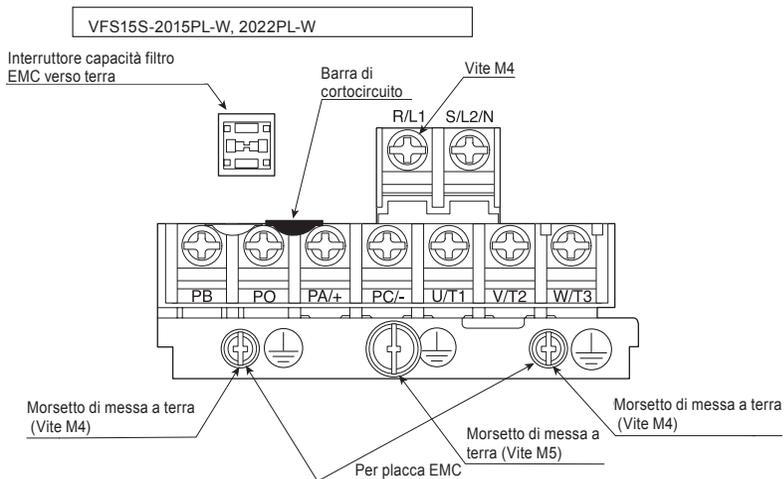 VFS15S-2015PL-W, 2022PL-W
Interruttore capacità filtro
EMC verso terra
Barra di
cortocircuito
Vite M4
R/L1 S/L2/N
PB PO PA/+ PC/- U/T1 V/T2 W/T3
Morsetto di messa a terra
(Vite M4)
Per placca EMC
Morsetto di messa a
terra (Vite M5)
Morsetto di messa a terra
(Vite M4)